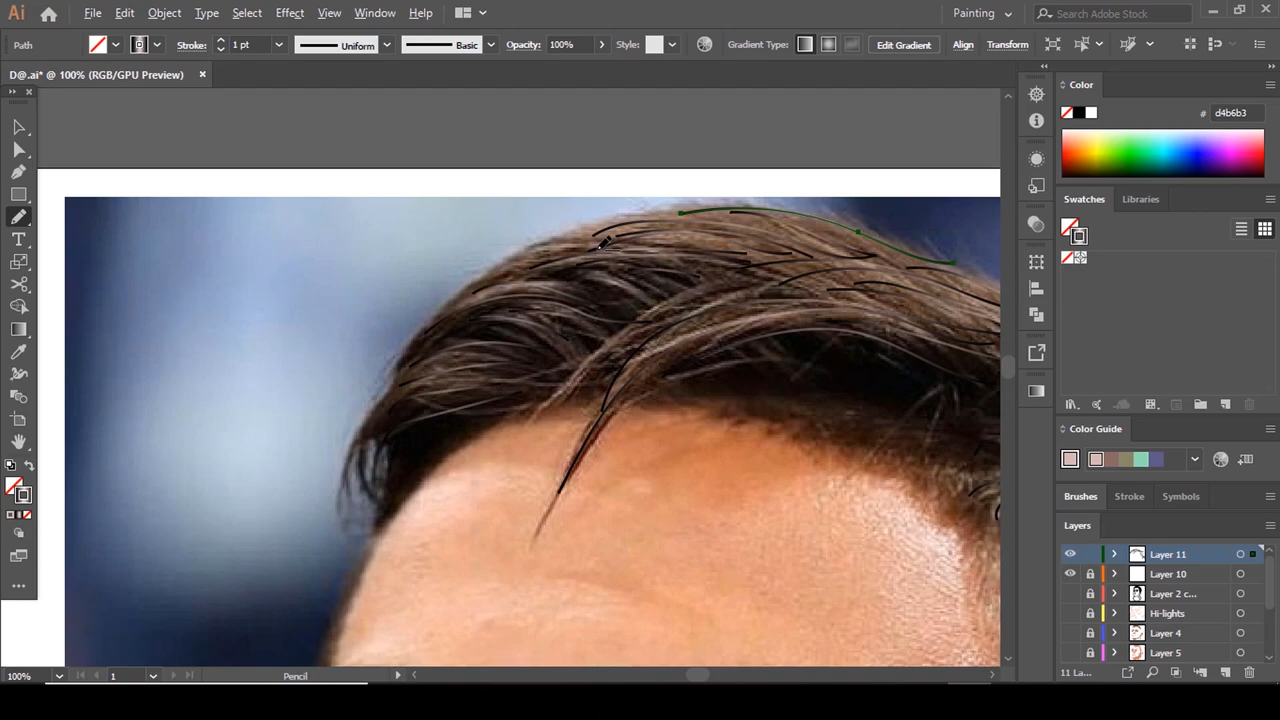 Ai File Edit Object Type Select Effect View Window Help Painting Search Adobe Stock
Path Stroke: 1 pt Uniform Basic Opacity: 100% Style: Gradient Type: Edit Gradient Align Transform
D@.ai* @ 100% (RGB/GPU Preview)
Color
# d4b6b3
Swatches Libraries
Color Guide
Brushes Stroke Symbols
Layers
Layer 11
Layer 10
Layer 2 c...
Hi-lights
Layer 4
Layer 5
100% 1 Pencil 11 La...